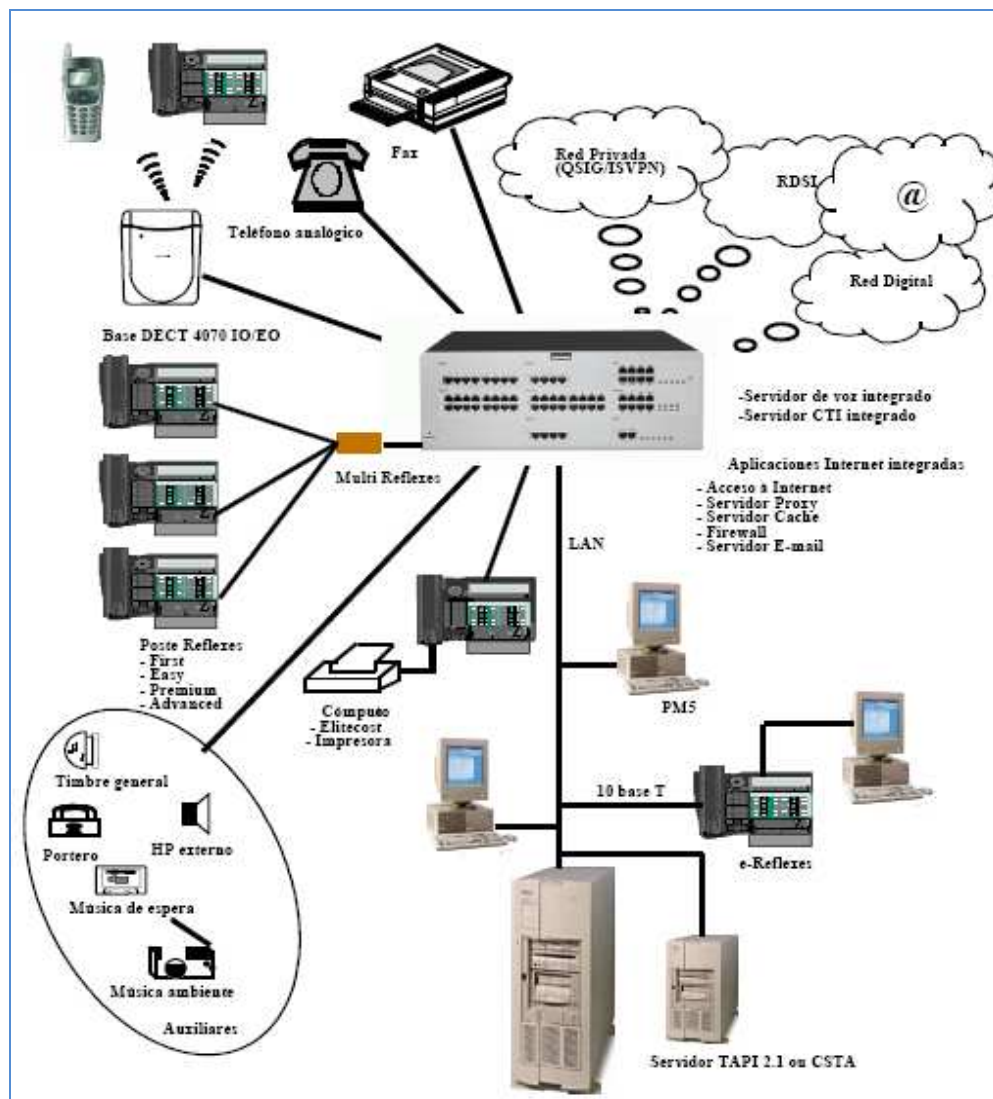 Fax
Red Privada
(QSIG/ISVPN)
RDSI
@
Red Digital
Teléfono analógico
Base DECT 4070 IO/EO
-Servidor de voz integrado
-Servidor CTI integrado
Multi Reflexes
Aplicaciones Internet integradas
- Acceso à Internet
- Servidor Proxy
- Servidor Cache
- Firewall
- Servidor E-mail
LAN
Poste Reflexes
- First
- Easy
- Premium
- Advanced
Cómputo
- Elitecost
- Impresora
PM5
10 base T
e-Reflexes
Timbre general
Portero
HP externo
Música de espera
Música ambiente
Auxiliares
Servidor TAPI 2.1 ou CSTA